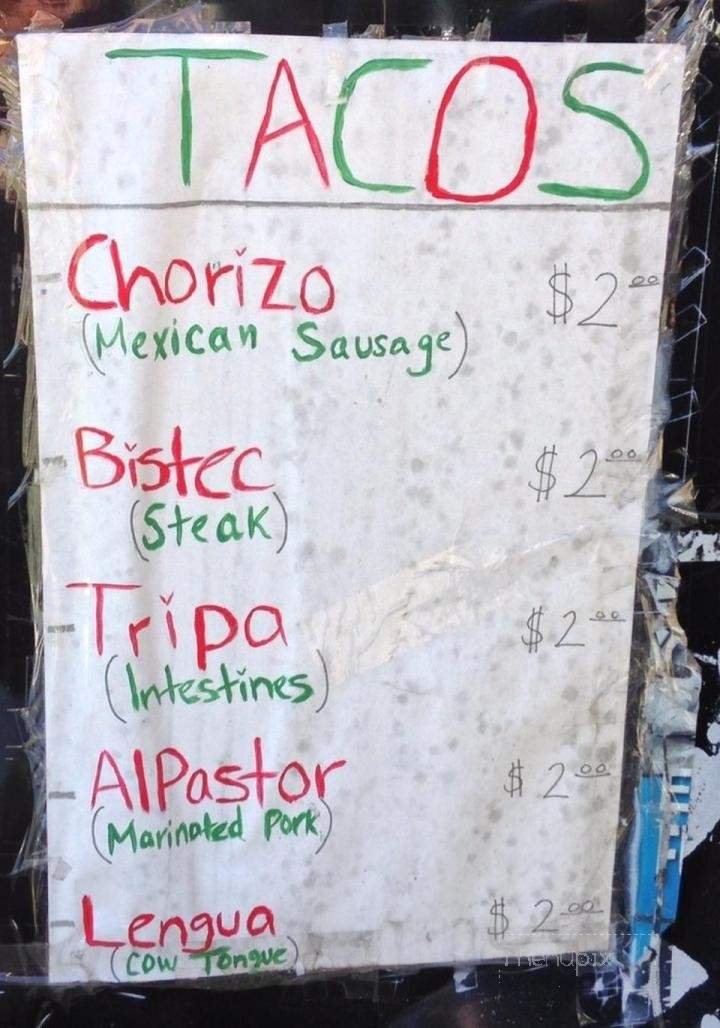 TACOS
Chorizo $2.00
(Mexican Sausage)
Bistec $2.00
(Steak)
Tripa $2.00
(Intestines)
AlPastor $2.00
(Marinated Pork)
Lengua $2.00
(Cow Tongue)
menupix